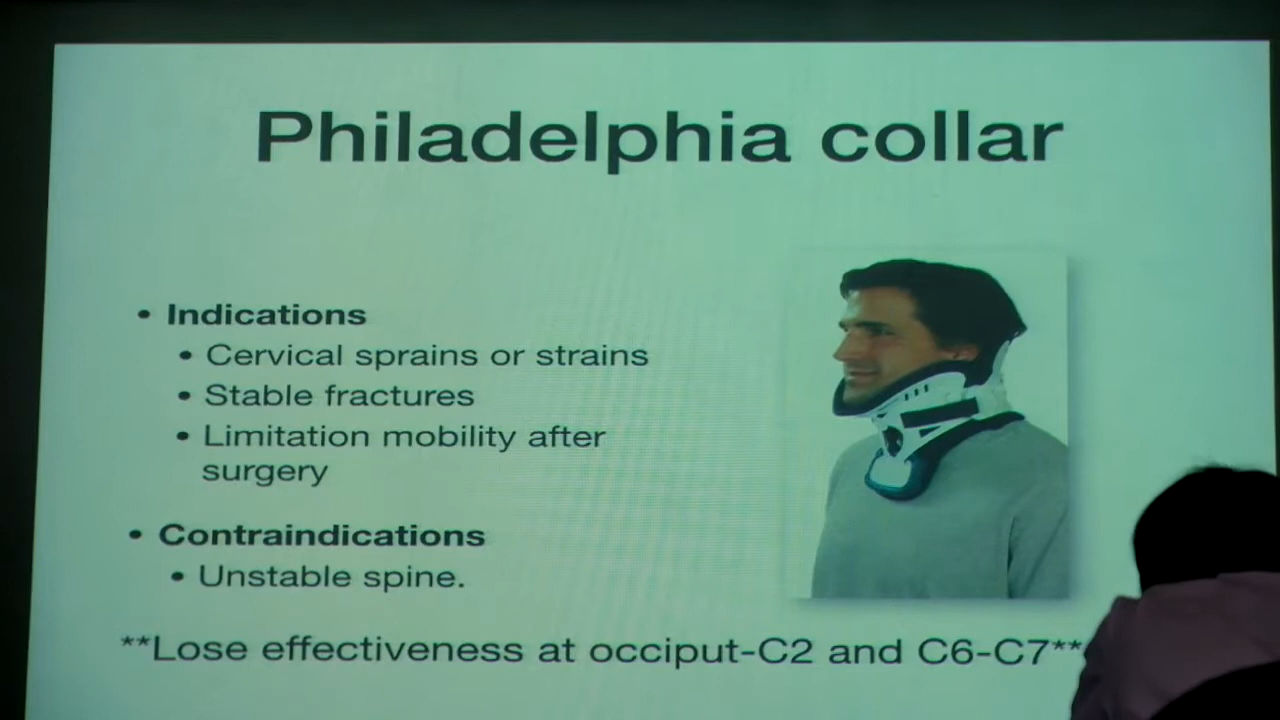 Philadelphia collar
• Indications
• Cervical sprains or strains
• Stable fractures
• Limitation mobility after
surgery
• Contraindications
• Unstable spine.
**Lose effectiveness at occiput-C2 and C6-C7**